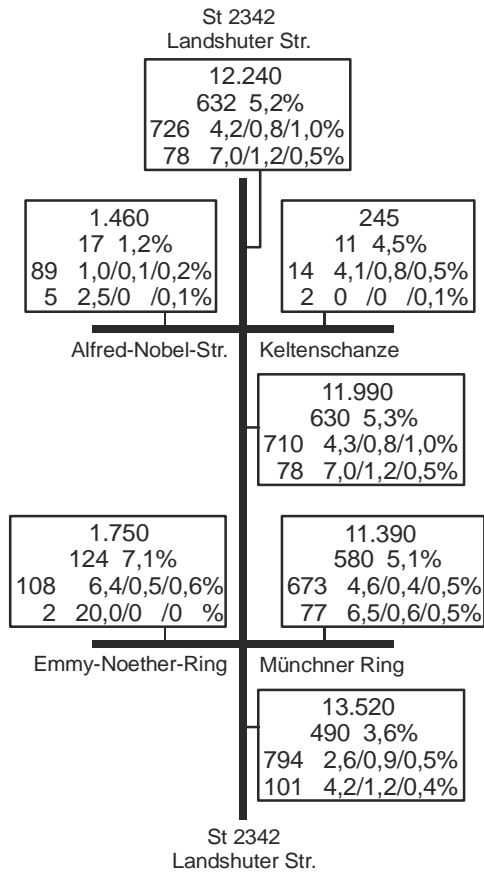 St 2342
Landshuter Str.
12.240
632 5,2%
726 4,2/0,8/1,0%
78 7,0/1,2/0,5%
1.460
17 1,2%
89 1,0/0,1/0,2%
5 2,5/0 /0,1%
245
11 4,5%
14 4,1/0,8/0,5%
2 0 /0 /0,1%
Alfred-Nobel-Str.
Keltenschanze
11.990
630 5,3%
710 4,3/0,8/1,0%
78 7,0/1,2/0,5%
1.750
124 7,1%
108 6,4/0,5/0,6%
2 20,0/0 /0 %
11.390
580 5,1%
673 4,6/0,4/0,5%
77 6,5/0,6/0,5%
Emmy-Noether-Ring
Münchner Ring
13.520
490 3,6%
794 2,6/0,9/0,5%
101 4,2/1,2/0,4%
St 2342
Landshuter Str.